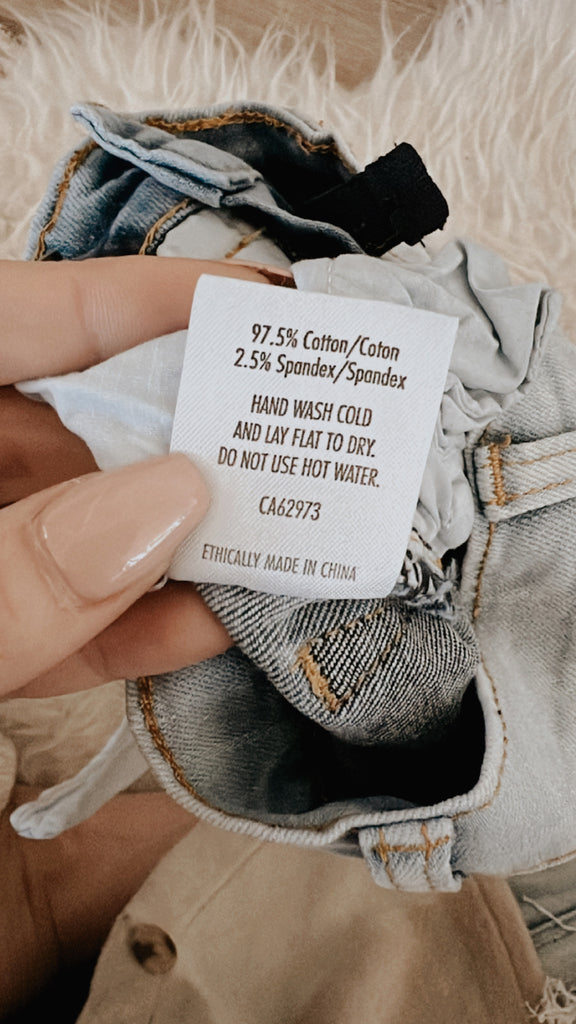 97.5% Cotton/Coton
2.5% Spandex/Spandex
HAND WASH COLD
AND LAY FLAT TO DRY.
DO NOT USE HOT WATER.
CA62973
ETHICALLY MADE IN CHINA